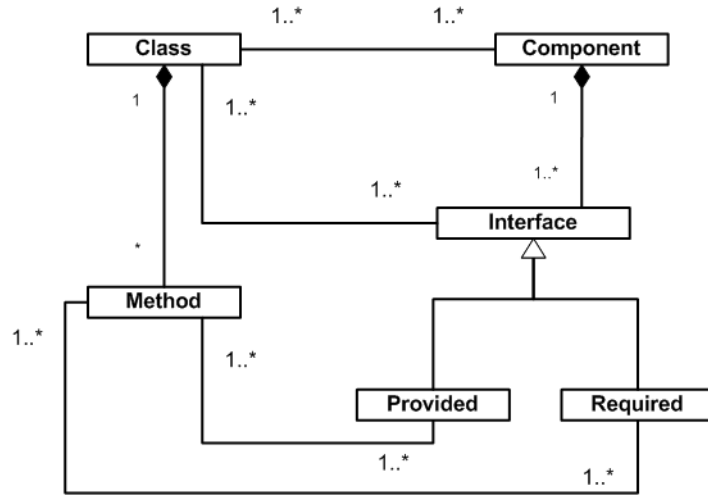 1..* 1..*
Class Component
1 1..* 1
1..* 1..*
Interface
*
Method
1..* 1..*
Provided Required
1..* 1..*